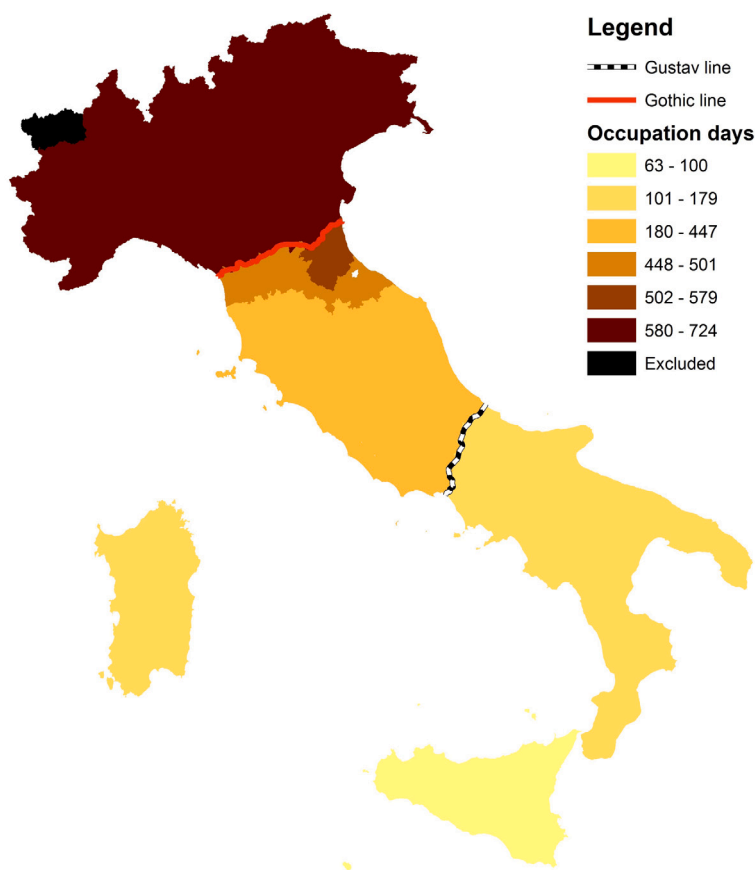 Legend
Gustav line
Gothic line
Occupation days
63 - 100
101 - 179
180 - 447
448 - 501
502 - 579
580 - 724
Excluded